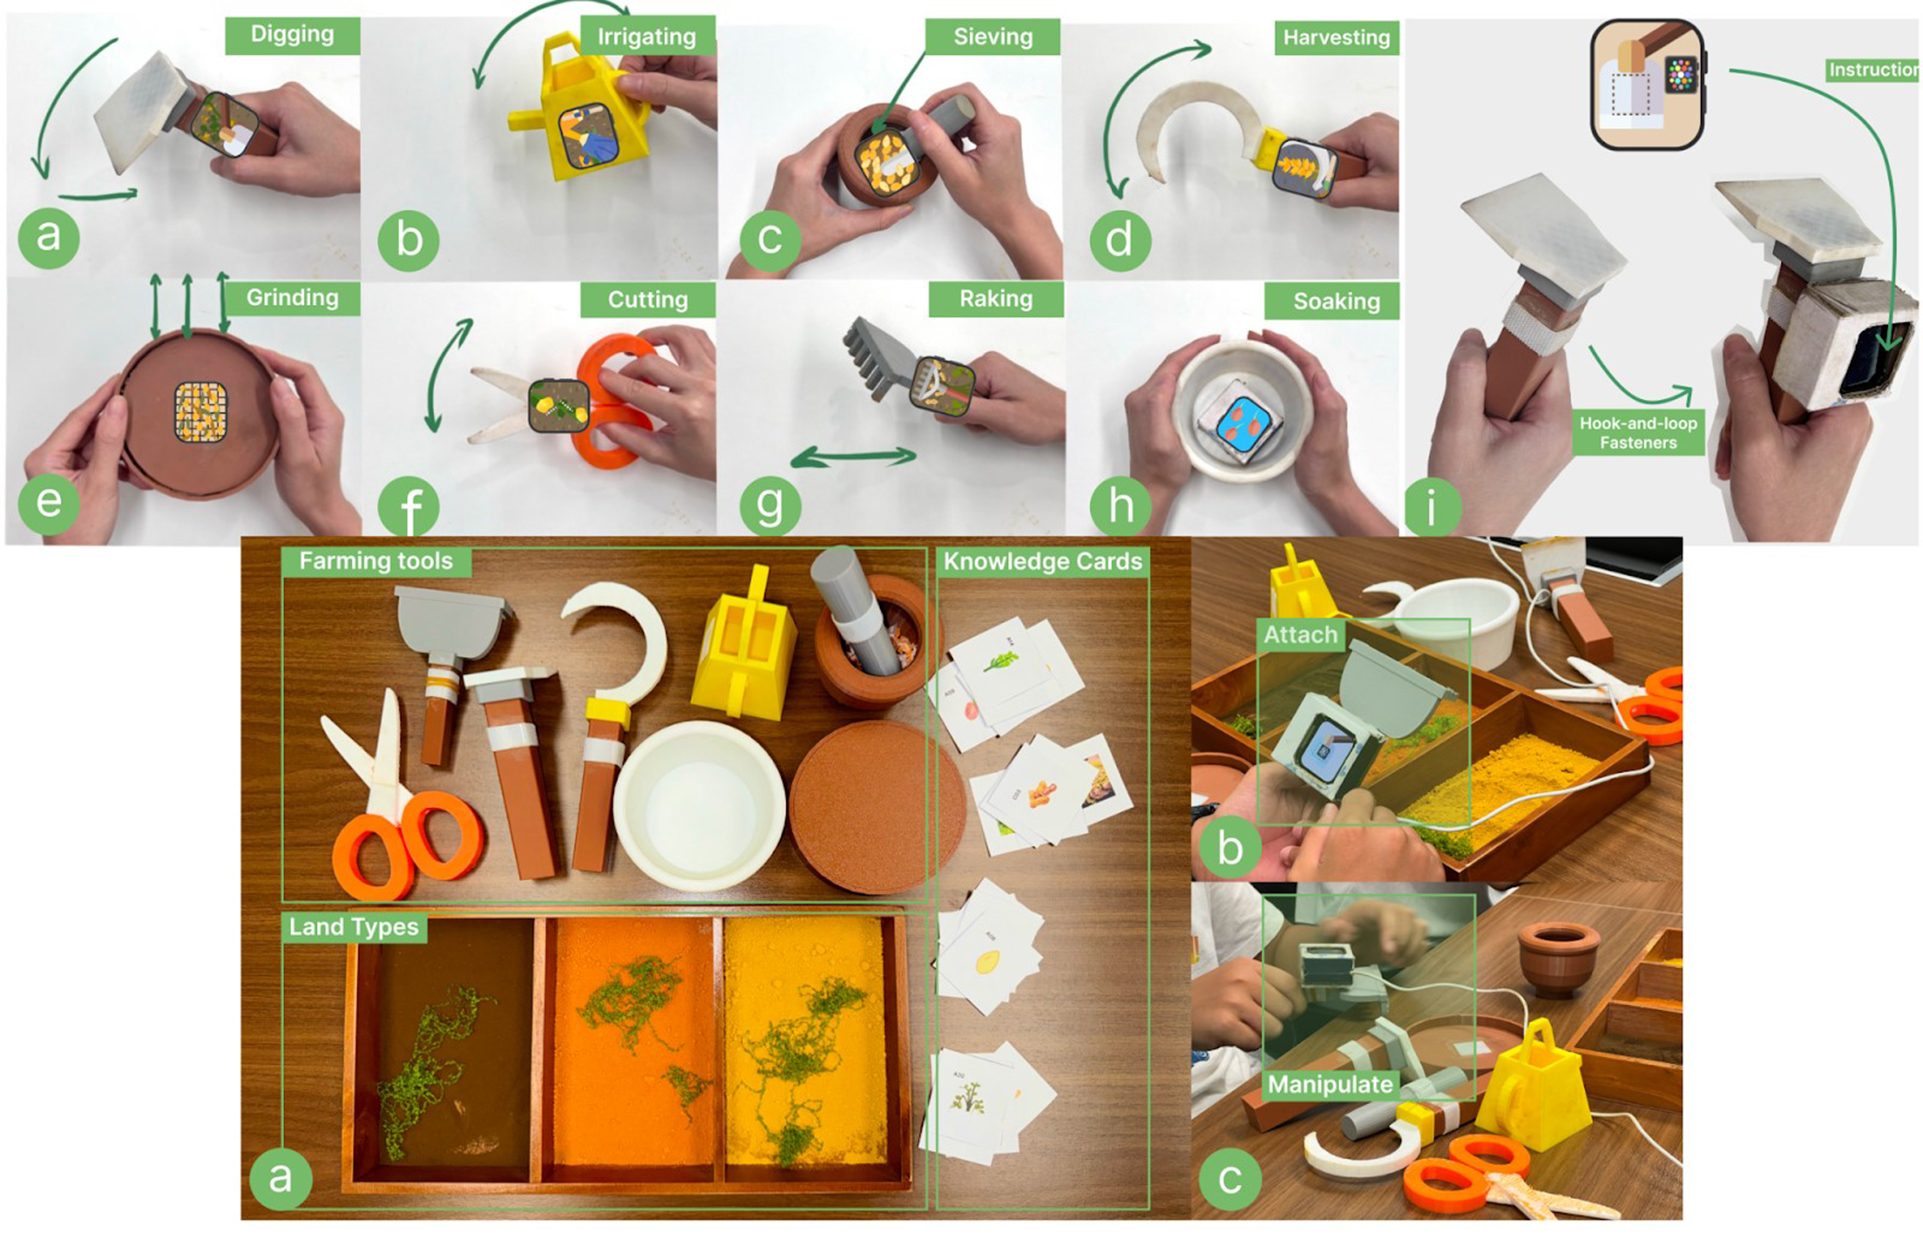 Digging
Irrigating
Sieving
Harvesting
Instruction
a
b
c
d
Grinding
Cutting
Raking
Soaking
Hook-and-loop
Fasteners
e
f
g
h
i
Farming tools
Knowledge Cards
Attach
b
Land Types
Manipulate
a
c